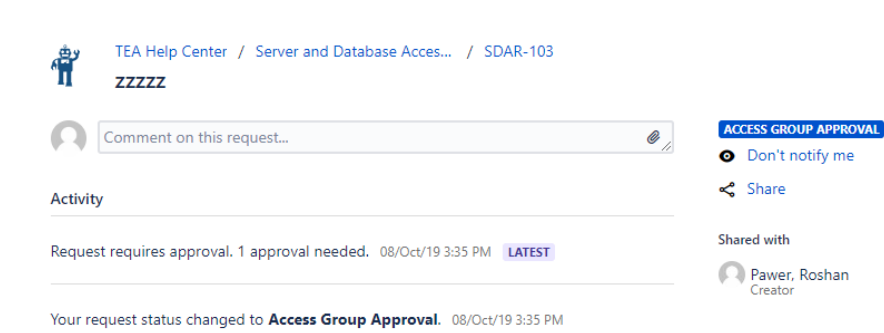 TEA Help Center / Server and Database Acces... / SDAR-103
zzzzz
Comment on this request...
Activity
Request requires approval. 1 approval needed. 08/Oct/19 3:35 PM LATEST
Your request status changed to Access Group Approval. 08/Oct/19 3:35 PM
ACCESS GROUP APPROVAL
Don't notify me
Share
Shared with
Pawer, Roshan
Creator